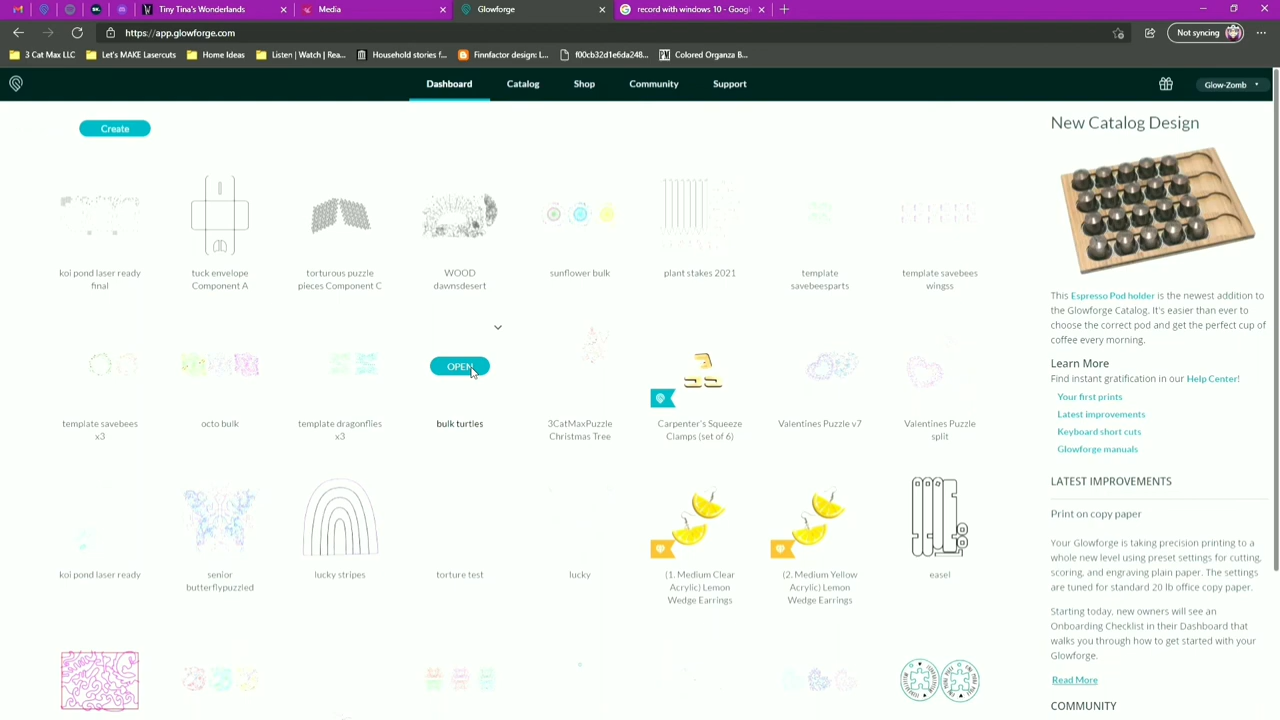 Tiny Tina's Wonderlands
Media
Glowforge
record with windows 10 - Googl
https://app.glowforge.com
Not syncing
3 Cat Max LLC
Let's MAKE Lasercuts
Home Ideas
Listen | Watch | Rea...
Household stories f...
Finnfactor design: L...
f00cb32d1e6da248...
Colored Organza B...
Dashboard
Catalog
Shop
Community
Support
Glow-Zomb
Create
koi pond laser ready
final
tuck envelope
Component A
torturous puzzle
pieces Component C
WOOD
dawnsdesert
sunflower bulk
plant stakes 2021
template
savebeesparts
template savebees
wingss
OPEN
template savebees
x3
octo bulk
template dragonflies
x3
bulk turtles
3CatMaxPuzzle
Christmas Tree
Carpenter's Squeeze
Clamps (set of 6)
Valentines Puzzle v7
Valentines Puzzle
split
koi pond laser ready
senior
butterflypuzzled
lucky stripes
torture test
lucky
(1. Medium Clear
Acrylic) Lemon
Wedge Earrings
(2. Medium Yellow
Acrylic) Lemon
Wedge Earrings
easel
New Catalog Design
This Espresso Pod holder is the newest addition to
the Glowforge Catalog. It's easier than ever to
choose the correct pod and get the perfect cup of
coffee every morning.
Learn More
Find instant gratification in our Help Center!
Your first prints
Latest improvements
Keyboard short cuts
Glowforge manuals
LATEST IMPROVEMENTS
Print on copy paper
Your Glowforge is taking precision printing to a
whole new level using preset settings for cutting,
scoring, and engraving plain paper. The settings
are tuned for standard 20 lb office copy paper.
Starting today, new owners will see an
Onboarding Checklist in their Dashboard that
walks you through how to get started with your
Glowforge.
Read More
COMMUNITY